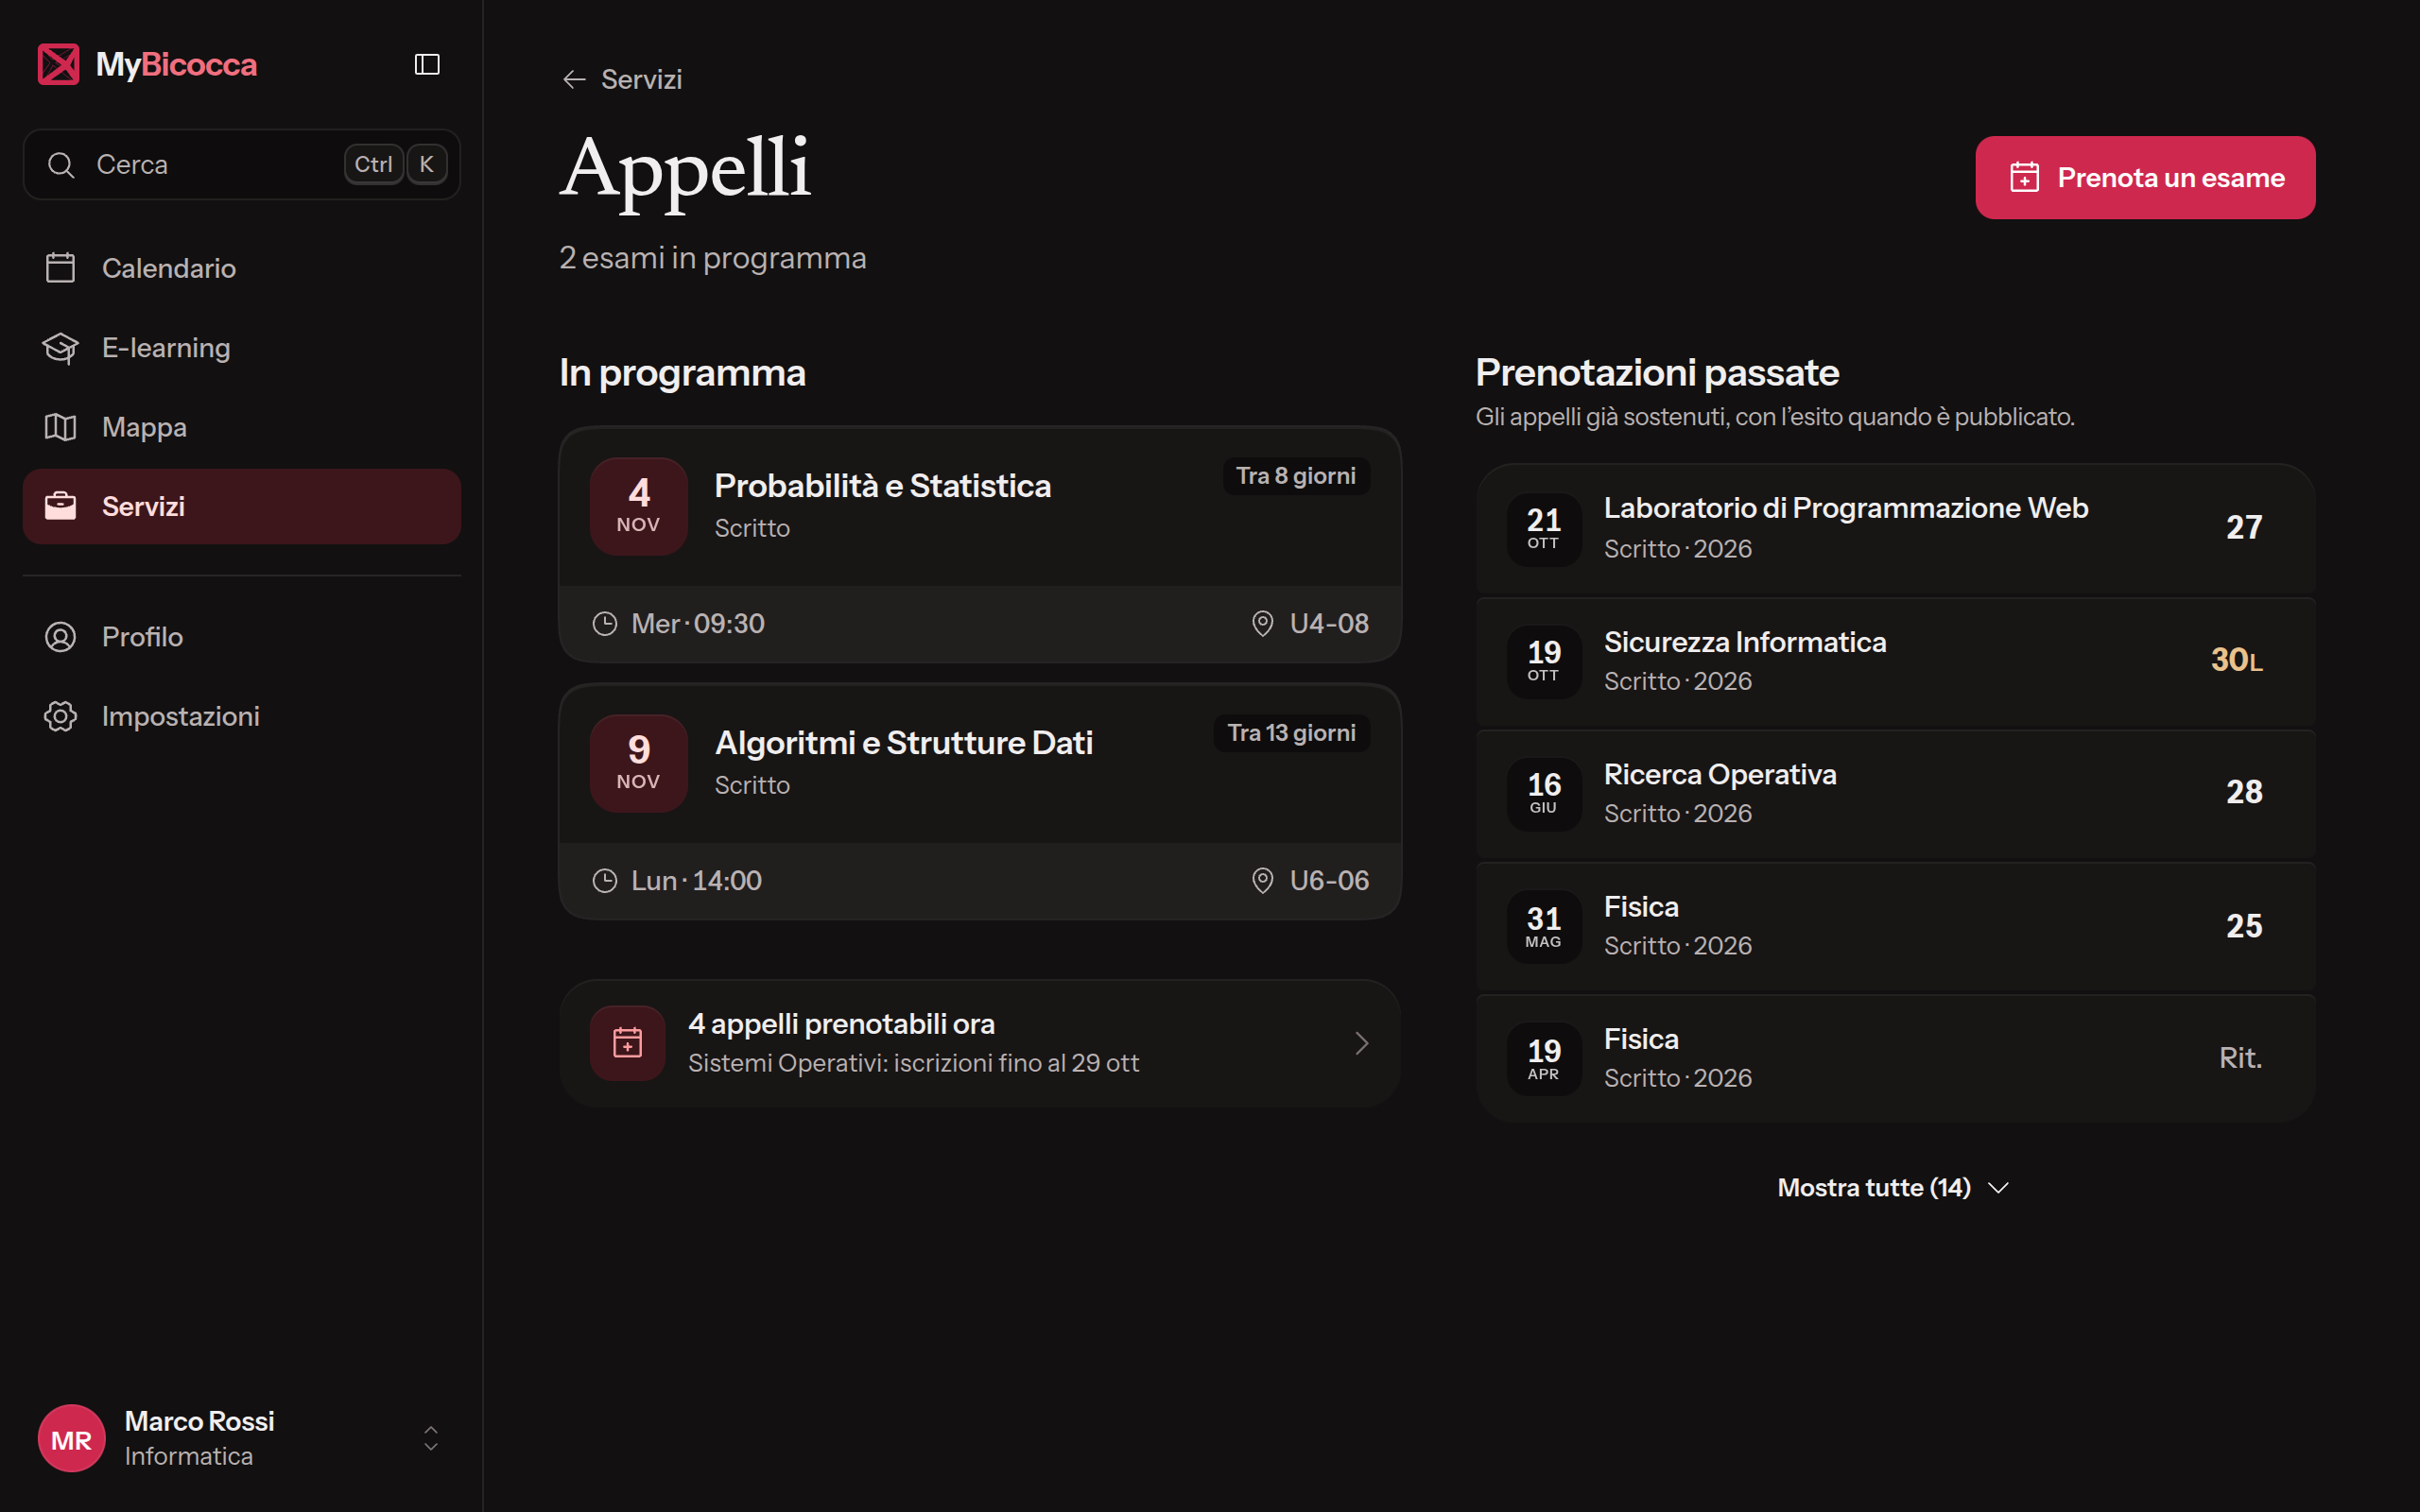 MyBicocca
Cerca
Ctrl K
Calendario
E-learning
Mappa
Servizi
Profilo
Impostazioni
MR
Marco Rossi
Informatica
Servizi
Appelli
2 esami in programma
Prenota un esame
In programma
4
NOV
Probabilità e Statistica
Scritto
Tra 8 giorni
Mer · 09:30
U4-08
9
NOV
Algoritmi e Strutture Dati
Scritto
Tra 13 giorni
Lun · 14:00
U6-06
4 appelli prenotabili ora
Sistemi Operativi: iscrizioni fino al 29 ott
Prenotazioni passate
Gli appelli già sostenuti, con l’esito quando è pubblicato.
21
OTT
Laboratorio di Programmazione Web
Scritto · 2026
27
19
OTT
Sicurezza Informatica
Scritto · 2026
30L
16
GIU
Ricerca Operativa
Scritto · 2026
28
31
MAG
Fisica
Scritto · 2026
25
19
APR
Fisica
Scritto · 2026
Rit.
Mostra tutte (14)